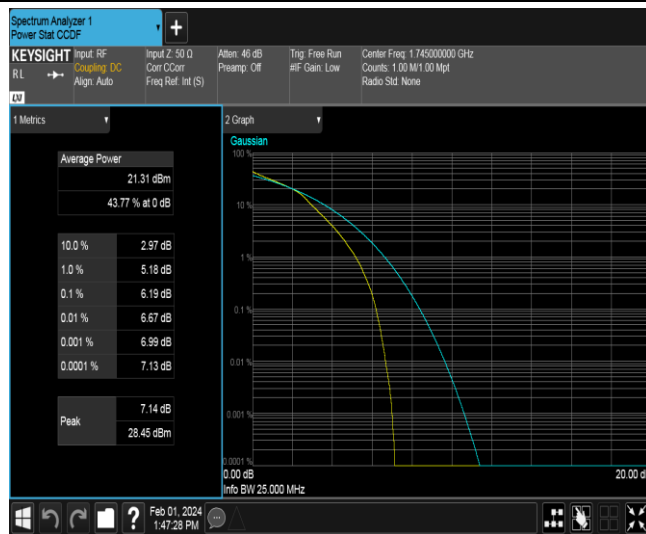 Spectrum Analyzer 1
Power Stat CCDF
+
KEYSIGHT
RL
LXI
Input: RF
Coupling: DC
Align: Auto
Input Z: 50 Ω
Corr CCorr
Freq Ref: Int (S)
Atten: 46 dB
Preamp: Off
Trig: Free Run
#IF Gain: Low
Center Freq: 1.745000000 GHz
Counts: 1.00 M/1.00 Mpt
Radio Std: None
1 Metrics
Average Power
21.31 dBm
43.77 % at 0 dB
10.0 % 2.97 dB
1.0 % 5.18 dB
0.1 % 6.19 dB
0.01 % 6.67 dB
0.001 % 6.99 dB
0.0001 % 7.13 dB
Peak
7.14 dB
28.45 dBm
2 Graph
Gaussian
100 %
10 %
1 %
0.1 %
0.01 %
0.001 %
0.0001 %
0.00 dB
20.00 d
Info BW 25.000 MHz
?
Feb 01, 2024
1:47:28 PM